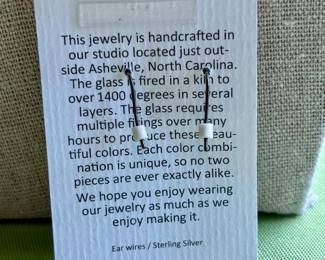 This jewelry is handcrafted in
our studio located just out-
side Asheville, North Carolina.
The glass is fired in a kiln to
over 1400 degrees in several
layers. The glass requires
multiple firings over many
hours to produce these beau-
tiful colors. Each color combi-
nation is unique, so no two
pieces are ever exactly alike.
We hope you enjoy wearing
our jewelry as much as we
enjoy making it.
Ear wires / Sterling Silver